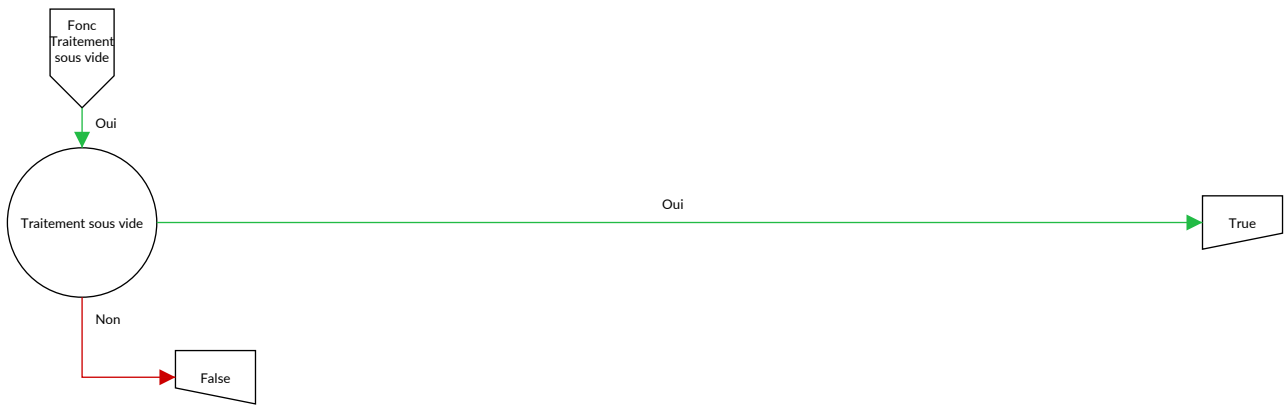 Fonc
Traitement
sous vide
Oui
Traitement sous vide
Oui
True
Non
False